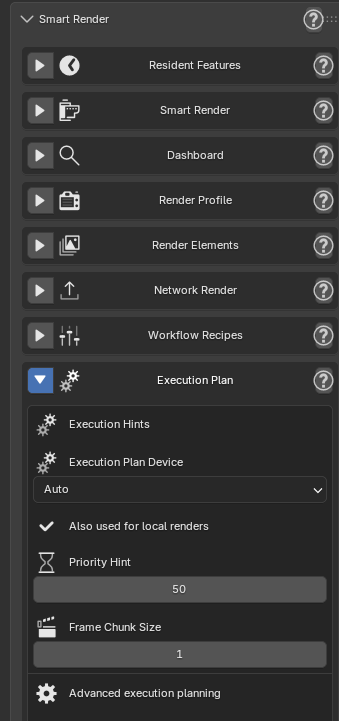 Smart Render
Resident Features
Smart Render
Dashboard
Render Profile
Render Elements
Network Render
Workflow Recipes
Execution Plan
Execution Hints
Execution Plan Device
Auto
Also used for local renders
Priority Hint
50
Frame Chunk Size
1
Advanced execution planning